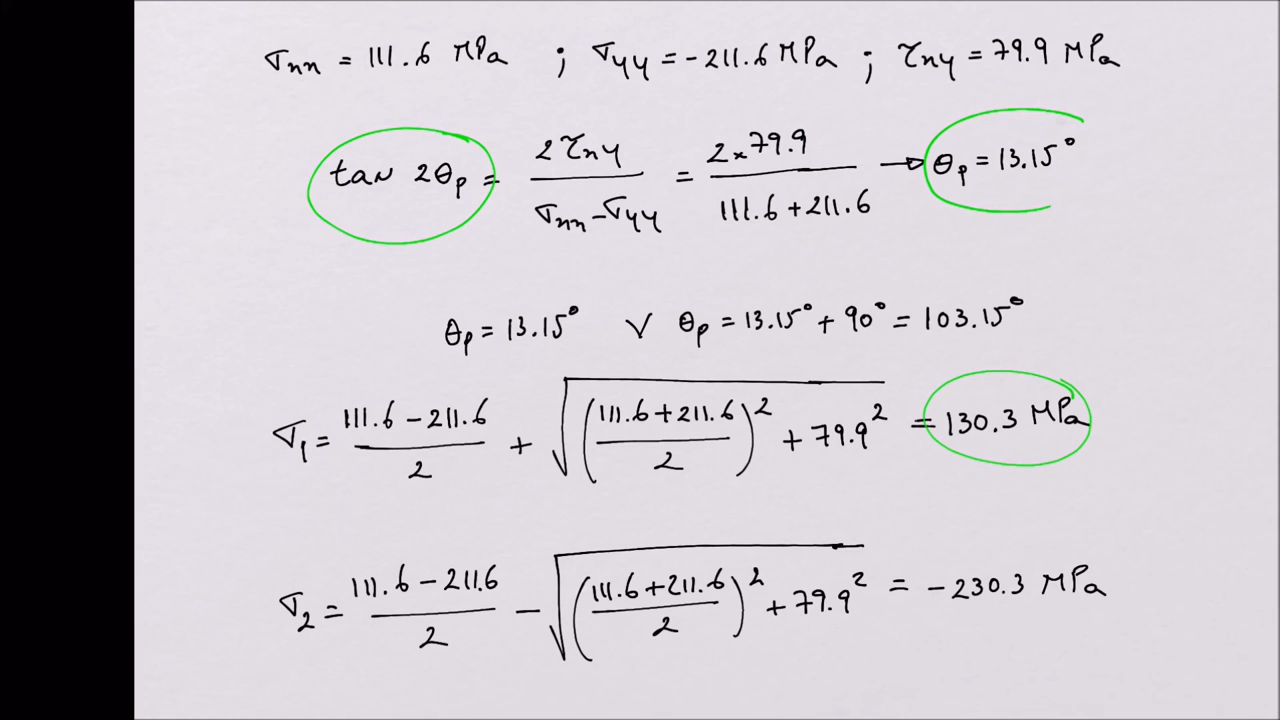 σxx = 111.6 MPa ; σyy = -211.6 MPa ; τxy = 79.9 MPa
tan 2θp = 2τxy / (σxx - σyy) = 2×79.9 / (111.6 + 211.6) → θp = 13.15°
θp = 13.15° ∨ θp = 13.15° + 90° = 103.15°
σ1 = (111.6 - 211.6)/2 + √(((111.6 + 211.6)/2)² + 79.9²) = 130.3 MPa
σ2 = (111.6 - 211.6)/2 - √(((111.6 + 211.6)/2)² + 79.9²) = -230.3 MPa